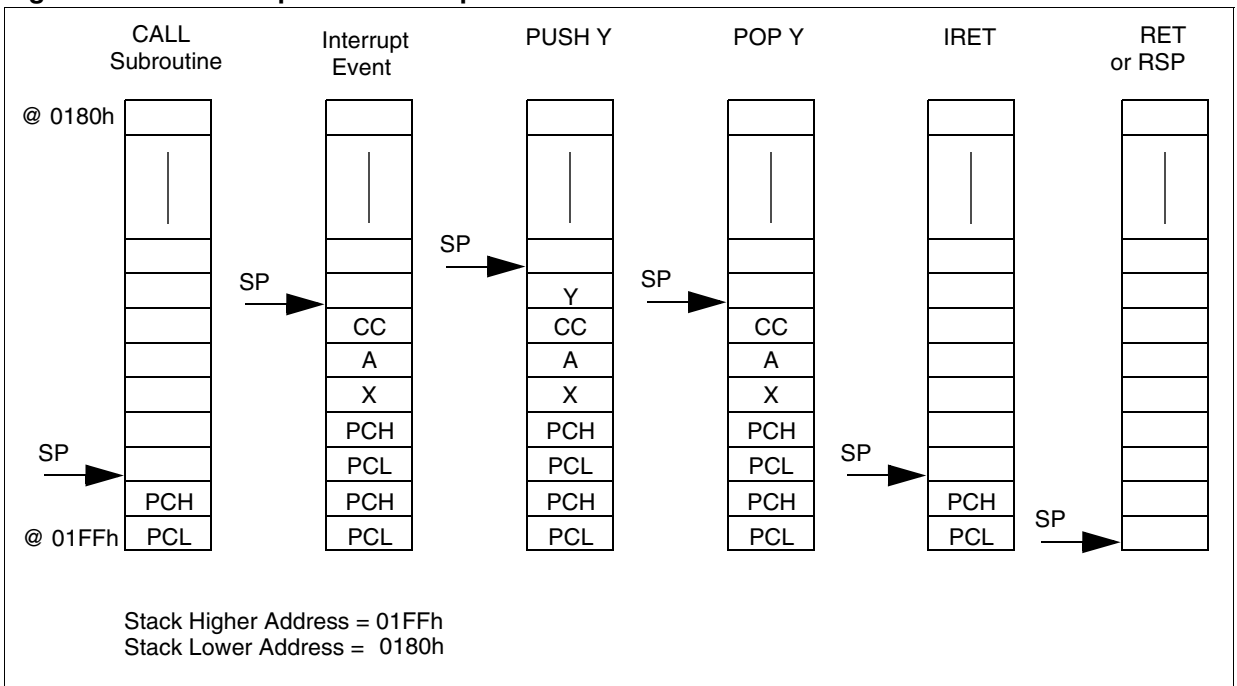 CALL
Subroutine
Interrupt
Event
PUSH Y
POP Y
IRET
RET
or RSP
@ 0180h
SP
SP
SP
Y
CC
CC
CC
A
A
A
X
X
X
PCH
PCH
PCH
SP
SP
PCL
PCL
PCL
PCH
PCH
PCH
PCH
PCH
SP
@ 01FFh
PCL
PCL
PCL
PCL
PCL
Stack Higher Address = 01FFh
Stack Lower Address = 0180h